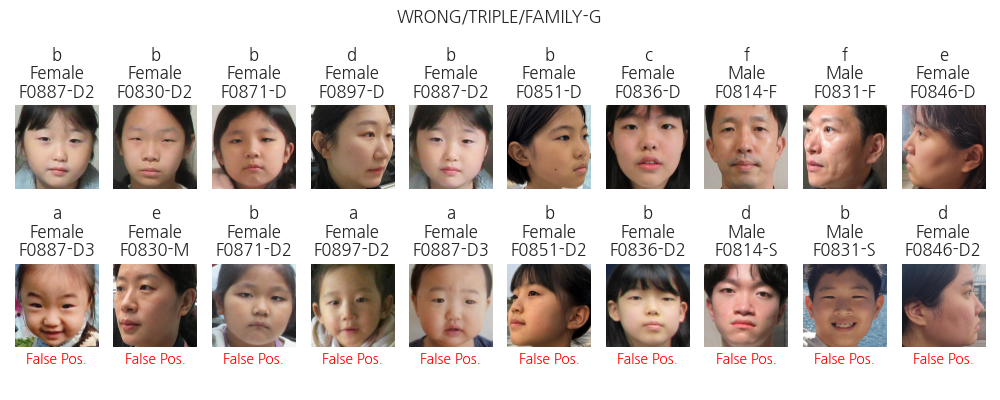 WRONG/TRIPLE/FAMILY-G
b b b d b b c f f e
Female Female Female Female Female Female Female Male Male Female
F0887-D2 F0830-D2 F0871-D F0897-D F0887-D2 F0851-D F0836-D F0814-F F0831-F F0846-D
a e b a a b b d b d
Female Female Female Female Female Female Female Male Male Female
F0887-D3 F0830-M F0871-D2 F0897-D2 F0887-D3 F0851-D2 F0836-D2 F0814-S F0831-S F0846-D2
False Pos. False Pos. False Pos. False Pos. False Pos. False Pos. False Pos. False Pos. False Pos. False Pos.